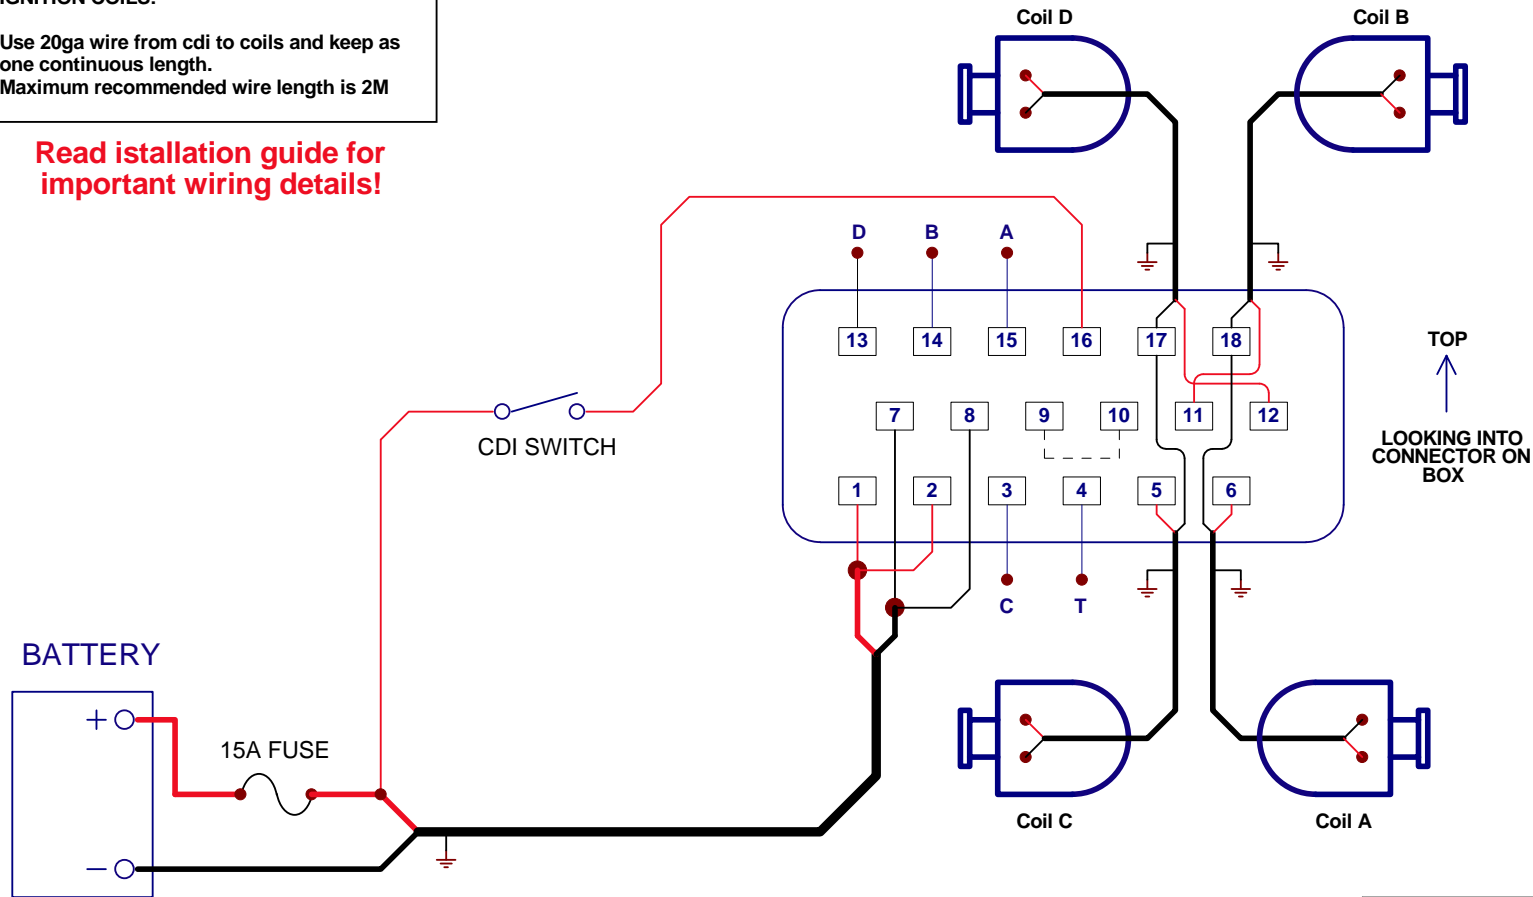 IGNITION COILS:
Use 20ga wire from cdi to coils and keep as
one continuous length.
Maximum recommended wire length is 2M
Read istallation guide for
important wiring details!
Coil D
Coil B
D
B
A
13
14
15
16
17
18
7
8
9
10
11
12
1
2
3
4
5
6
C
T
TOP
LOOKING INTO
CONNECTOR ON
BOX
CDI SWITCH
BATTERY
+
15A FUSE
−
Coil C
Coil A